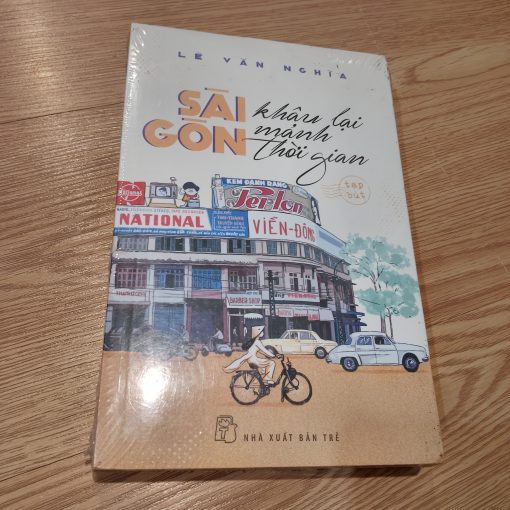 LÊ VĂN NGHĨA
SÀI
GÒN
khâu lại
mảnh
thời gian
tạp
bút
KEM ĐÁNH RĂNG
Perlon
National
NATIONAL
VIỄN-ĐÔNG
BARBER SHOP
NHÀ XUẤT BẢN TRẺ